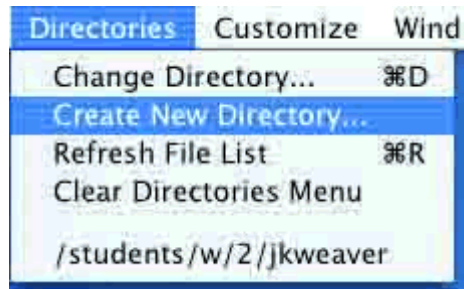 Directories Customize Wind
Change Directory... ⌘D
Create New Directory...
Refresh File List ⌘R
Clear Directories Menu
/students/w/2/jkweaver